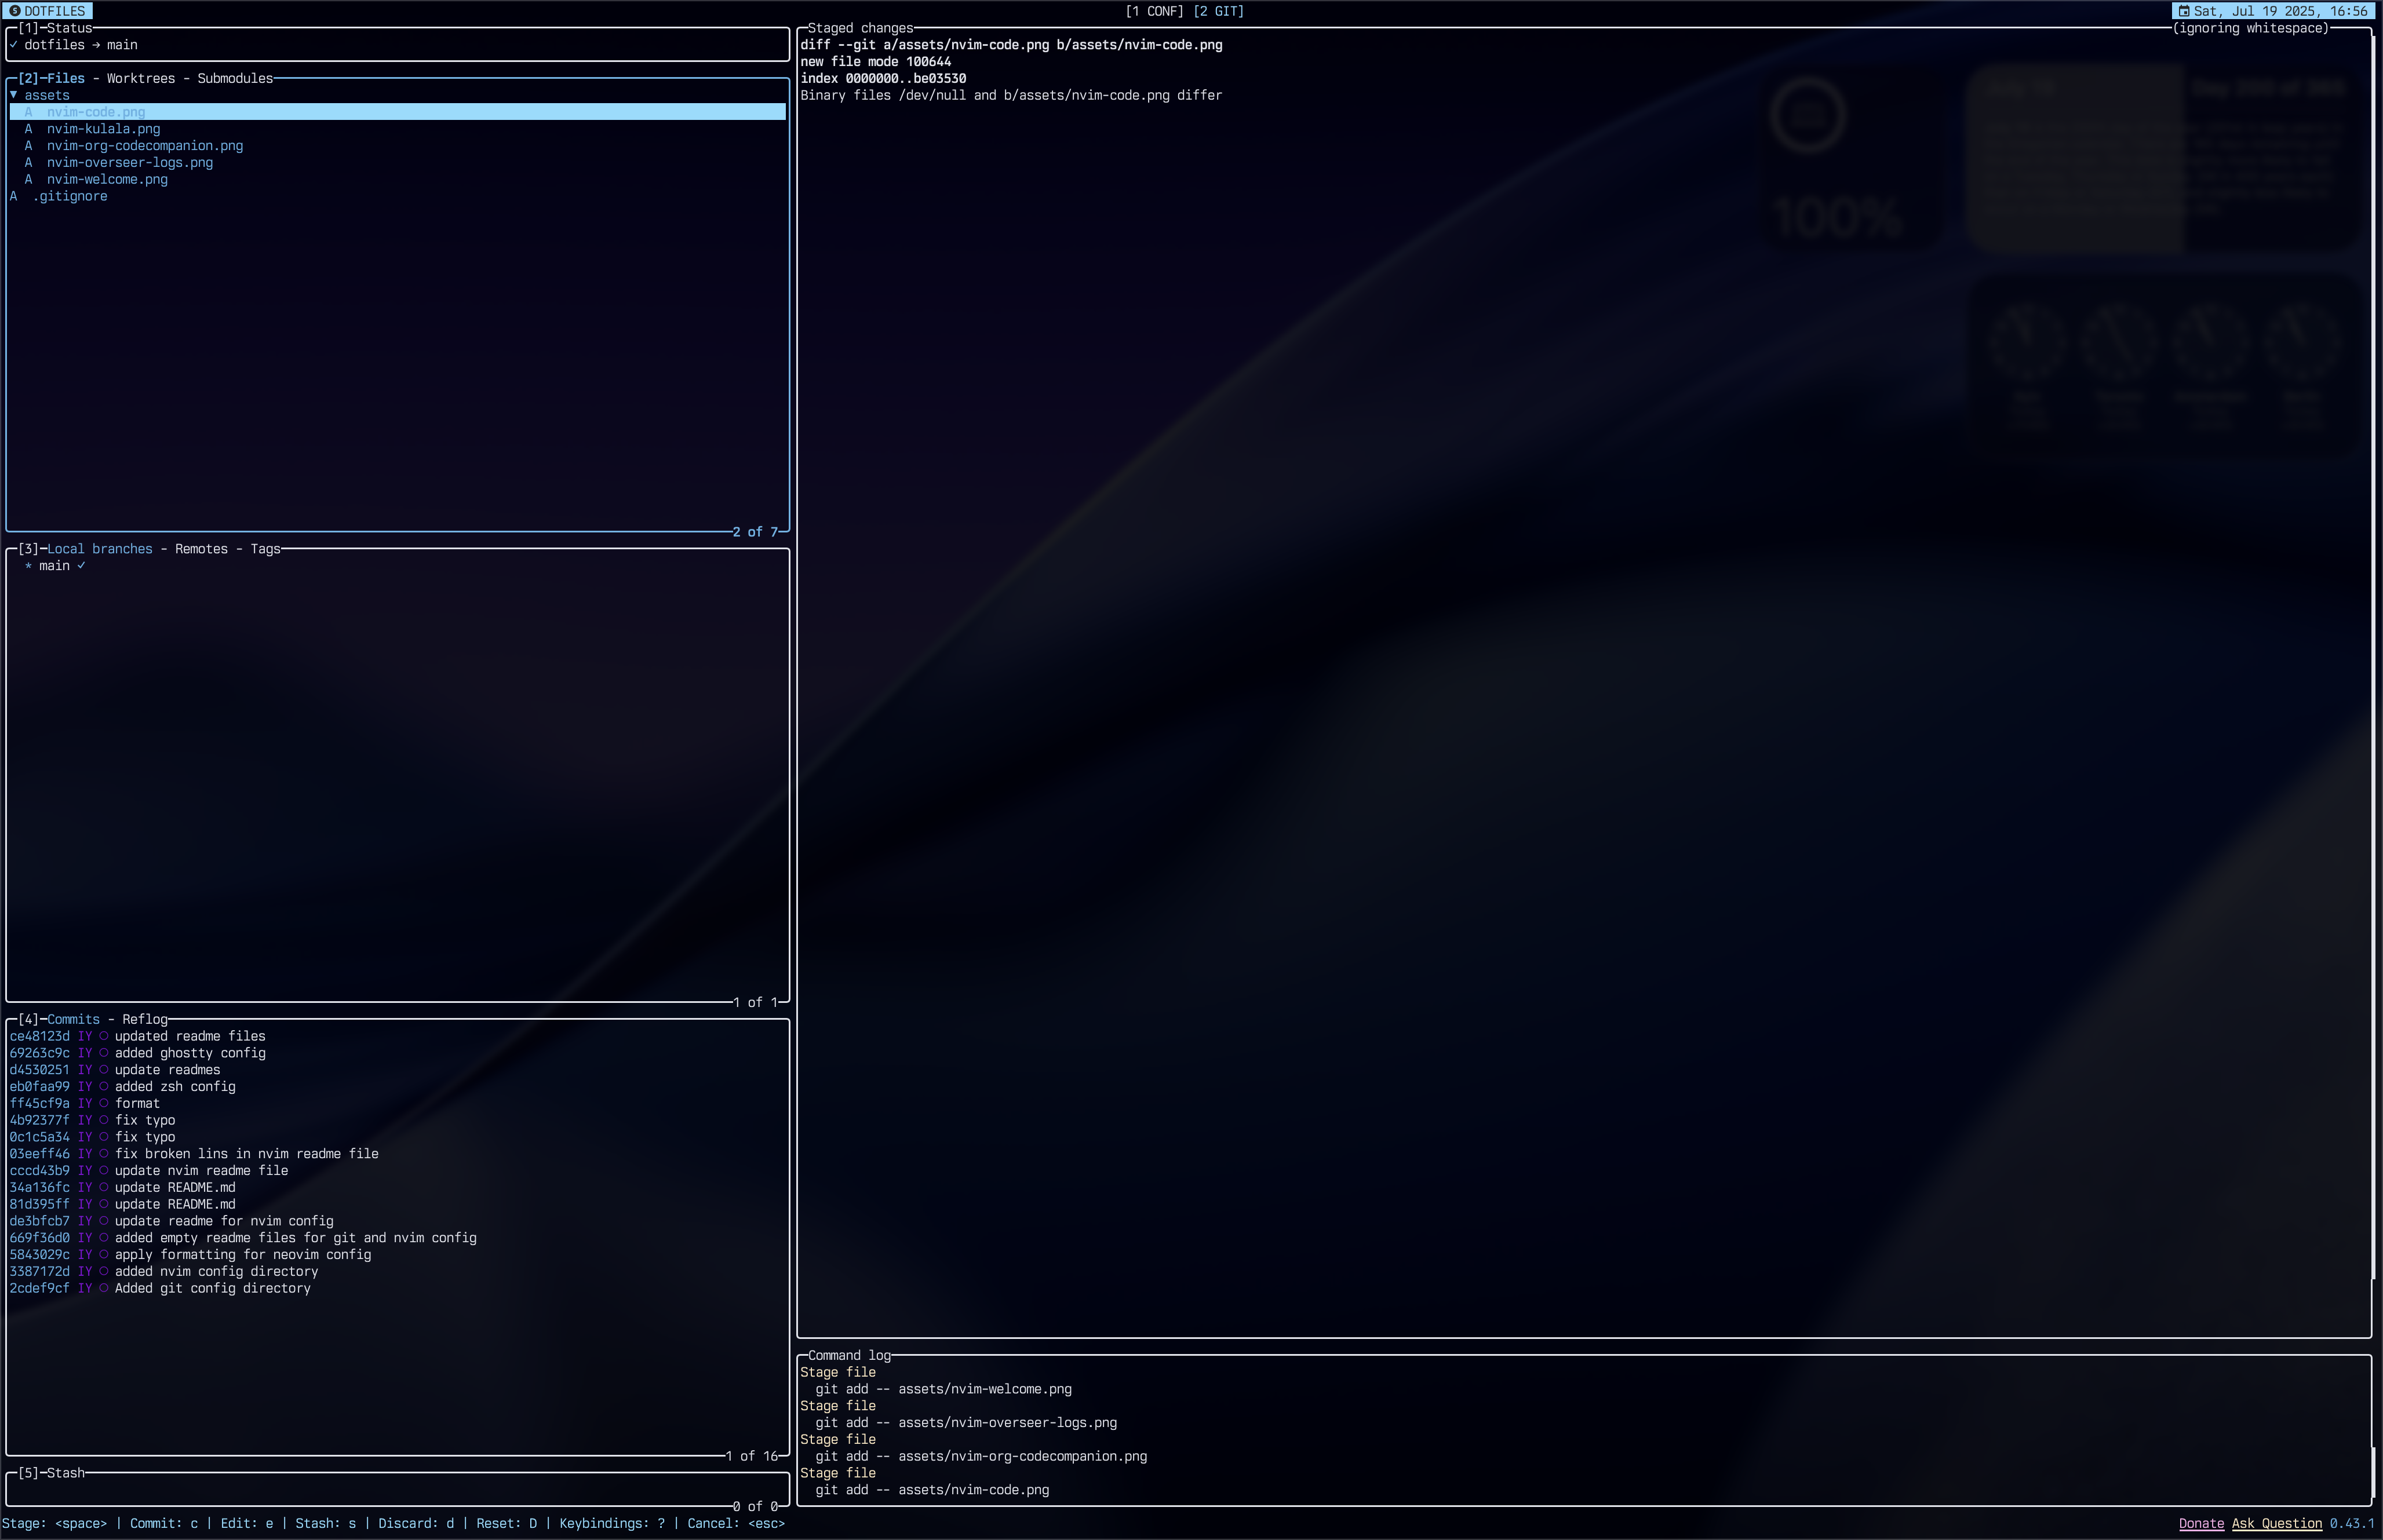 DOTFILES
[1 CONF] [2 GIT]
Sat, Jul 19 2025, 16:56
[1]─Status
✓ dotfiles → main
[2]─Files - Worktrees - Submodules
▼ assets
A nvim-code.png
A nvim-kulala.png
A nvim-org-codecompanion.png
A nvim-overseer-logs.png
A nvim-welcome.png
A .gitignore
2 of 7
[3]─Local branches - Remotes - Tags
* main ✓
1 of 1
[4]─Commits - Reflog
ce48123d IY ○ updated readme files
69263c9c IY ○ added ghostty config
d4530251 IY ○ update readmes
eb0faa99 IY ○ added zsh config
ff45cf9a IY ○ format
4b92377f IY ○ fix typo
0c1c5a34 IY ○ fix typo
03eeff46 IY ○ fix broken lins in nvim readme file
cccd43b9 IY ○ update nvim readme file
34a136fc IY ○ update README.md
81d395ff IY ○ update README.md
de3bfcb7 IY ○ update readme for nvim config
669f36d0 IY ○ added empty readme files for git and nvim config
5843029c IY ○ apply formatting for neovim config
3387172d IY ○ added nvim config directory
2cdef9cf IY ○ Added git config directory
1 of 16
[5]─Stash
0 of 0
Staged changes
(ignoring whitespace)
diff --git a/assets/nvim-code.png b/assets/nvim-code.png
new file mode 100644
index 0000000..be03530
Binary files /dev/null and b/assets/nvim-code.png differ
100%
Command log
Stage file
git add -- assets/nvim-welcome.png
Stage file
git add -- assets/nvim-overseer-logs.png
Stage file
git add -- assets/nvim-org-codecompanion.png
Stage file
git add -- assets/nvim-code.png
Stage: <space> | Commit: c | Edit: e | Stash: s | Discard: d | Reset: D | Keybindings: ? | Cancel: <esc>
Donate Ask Question 0.43.1